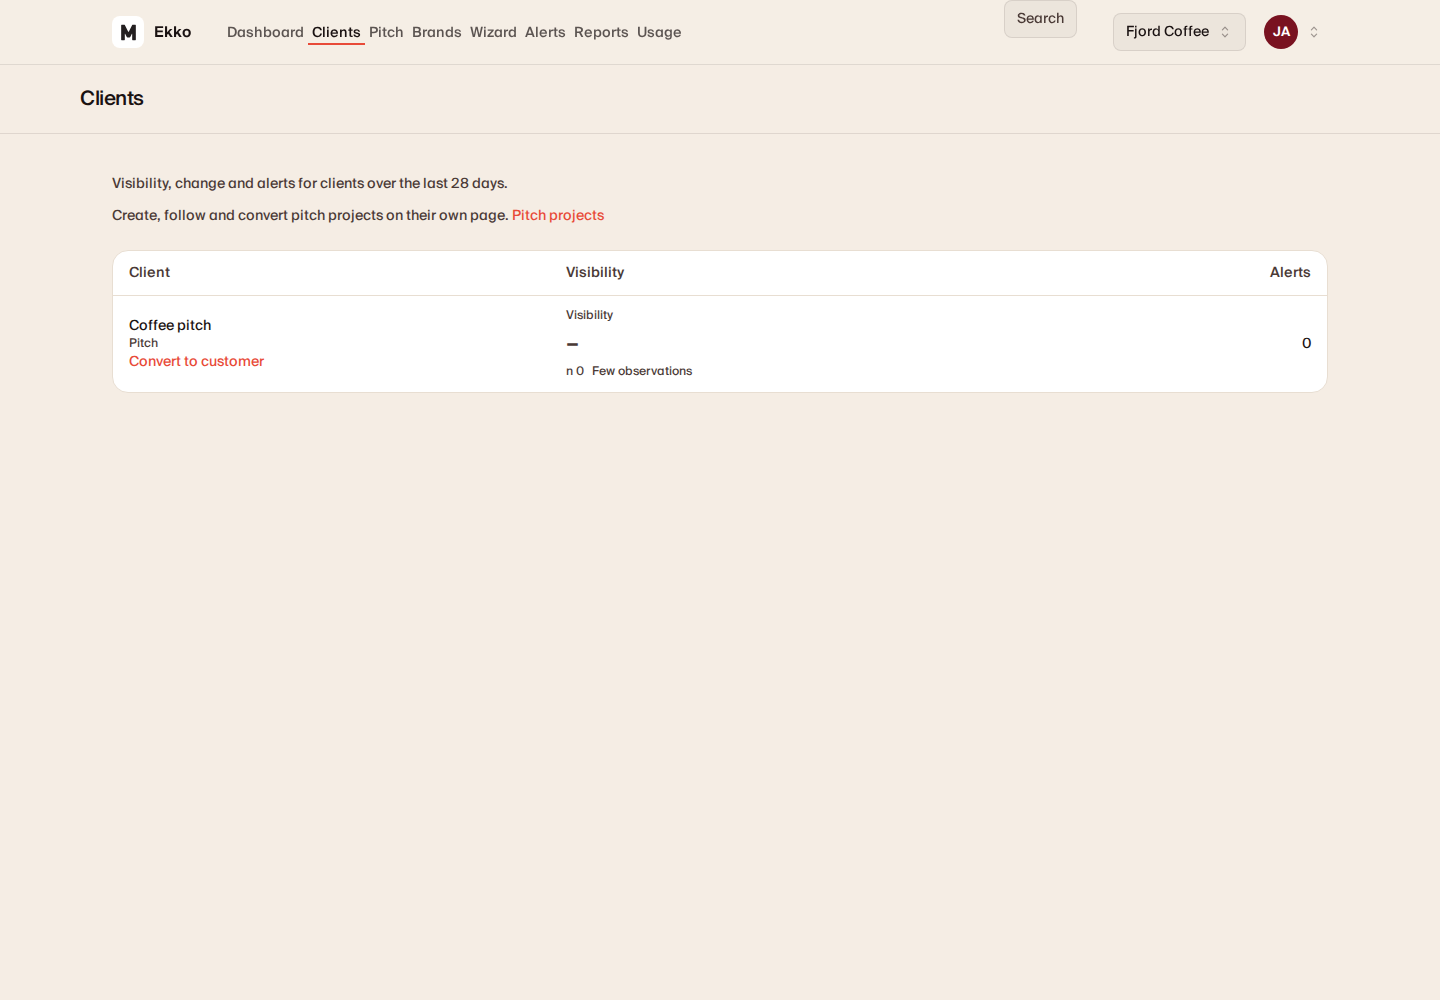 M Ekko Dashboard Clients Pitch Brands Wizard Alerts Reports Usage Search Fjord Coffee JA
Clients
Visibility, change and alerts for clients over the last 28 days.
Create, follow and convert pitch projects on their own page. Pitch projects
Client Visibility Alerts
Coffee pitch
Pitch
Convert to customer
Visibility
–
n 0 Few observations
0